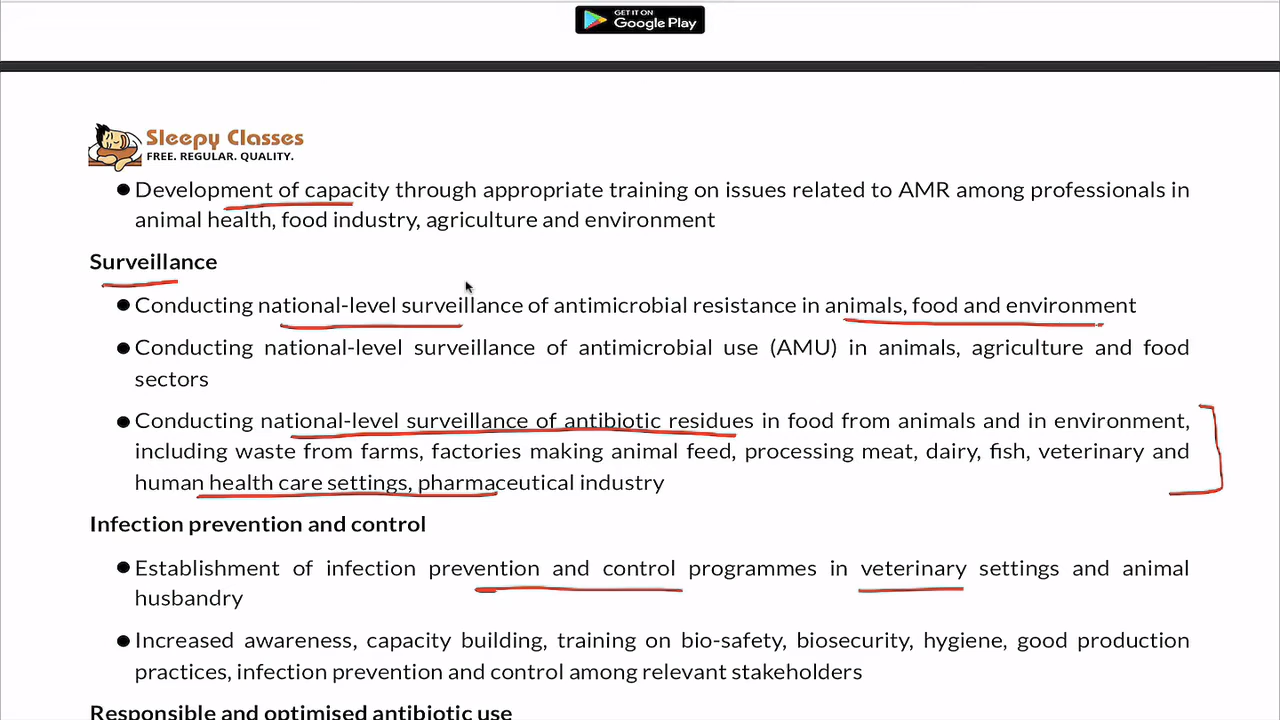 GET IT ON
Google Play
Sleepy Classes
FREE. REGULAR. QUALITY.
● Development of capacity through appropriate training on issues related to AMR among professionals in
animal health, food industry, agriculture and environment
Surveillance
● Conducting national-level surveillance of antimicrobial resistance in animals, food and environment
● Conducting national-level surveillance of antimicrobial use (AMU) in animals, agriculture and food
sectors
● Conducting national-level surveillance of antibiotic residues in food from animals and in environment,
including waste from farms, factories making animal feed, processing meat, dairy, fish, veterinary and
human health care settings, pharmaceutical industry
Infection prevention and control
● Establishment of infection prevention and control programmes in veterinary settings and animal
husbandry
● Increased awareness, capacity building, training on bio-safety, biosecurity, hygiene, good production
practices, infection prevention and control among relevant stakeholders
Responsible and optimised antibiotic use